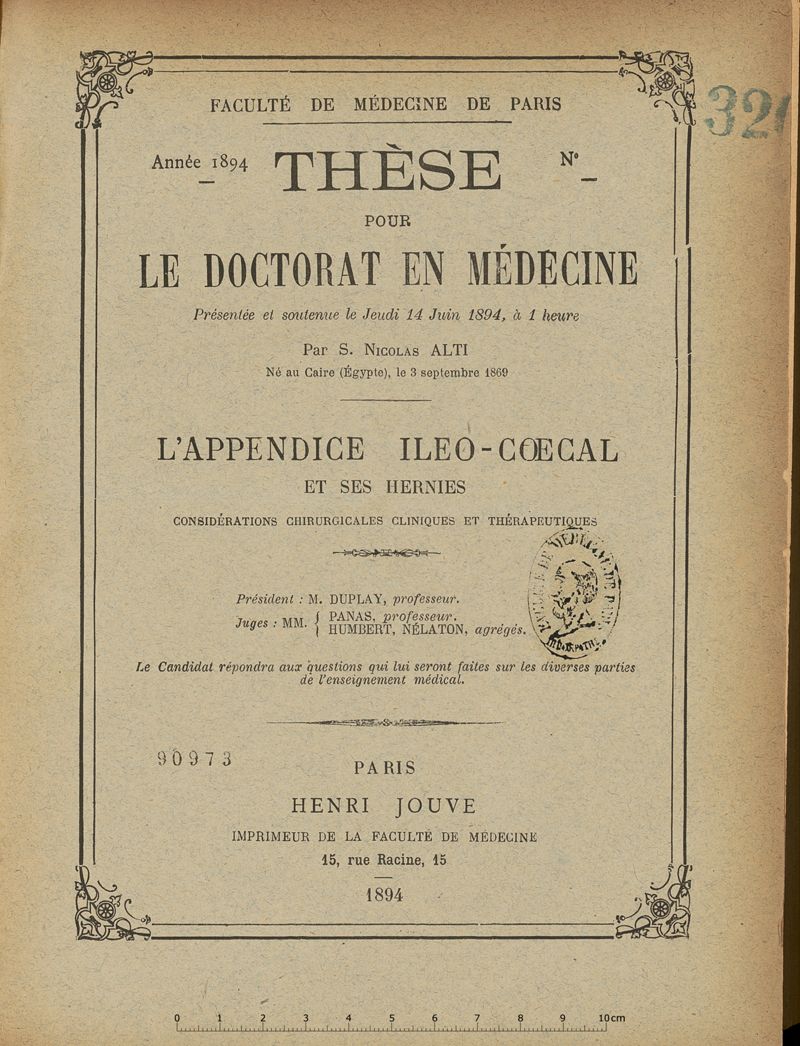 FACULTÉ DE MÉDECINE DE PARIS
Année 1894 THÈSE N°
POUR
LE DOCTORAT EN MÉDECINE
Présentée et soutenue le Jeudi 14 Juin 1894, à 1 heure
Par S. NICOLAS ALTI
Né au Caire (Égypte), le 3 septembre 1869
L'APPENDICE ILEO-CŒCAL
ET SES HERNIES
CONSIDÉRATIONS CHIRURGICALES CLINIQUES ET THÉRAPEUTIQUES
Président : M. DUPLAY, professeur.
Juges : MM. { PANAS, professeur.
HUMBERT, NÉLATON, agrégés.
Le Candidat répondra aux questions qui lui seront faites sur les diverses parties
de l'enseignement médical.
90973
PARIS
HENRI JOUVE
IMPRIMEUR DE LA FACULTÉ DE MÉDECINE
15, rue Racine, 15
1894
0 1 2 3 4 5 6 7 8 9 10cm